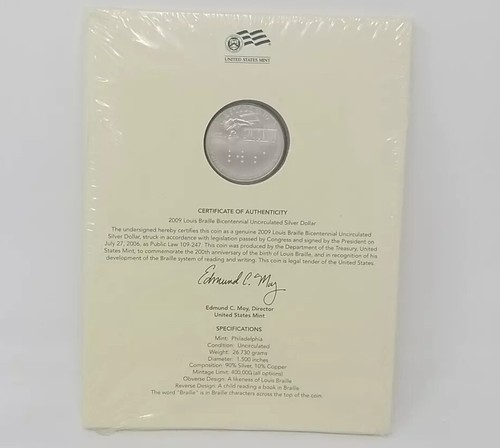 UNITED STATES MINT
CERTIFICATE OF AUTHENTICITY
2009 Louis Braille Bicentennial Uncirculated Silver Dollar
The undersigned hereby certifies this coin as a genuine 2009 Louis Braille Bicentennial Uncirculated
Silver Dollar, struck in accordance with legislation passed by Congress and signed by the President on
July 27, 2006, as Public Law 109-247. This coin was produced by the Department of the Treasury, United
States Mint, to commemorate the 200th anniversary of the birth of Louis Braille, and in recognition of his
development of the Braille system of reading and writing. This coin is legal tender of the United States.
Edmund C. Moy
Edmund C. Moy, Director
United States Mint
SPECIFICATIONS
Mint: Philadelphia
Condition: Uncirculated
Weight: 26.730 grams
Diameter: 1.500 inches
Composition: 90% Silver, 10% Copper
Mintage Limit: 400,000 (all options)
Obverse Design: A likeness of Louis Braille
Reverse Design: A child reading a book in Braille
The word "Braille" is in Braille characters across the top of the coin.